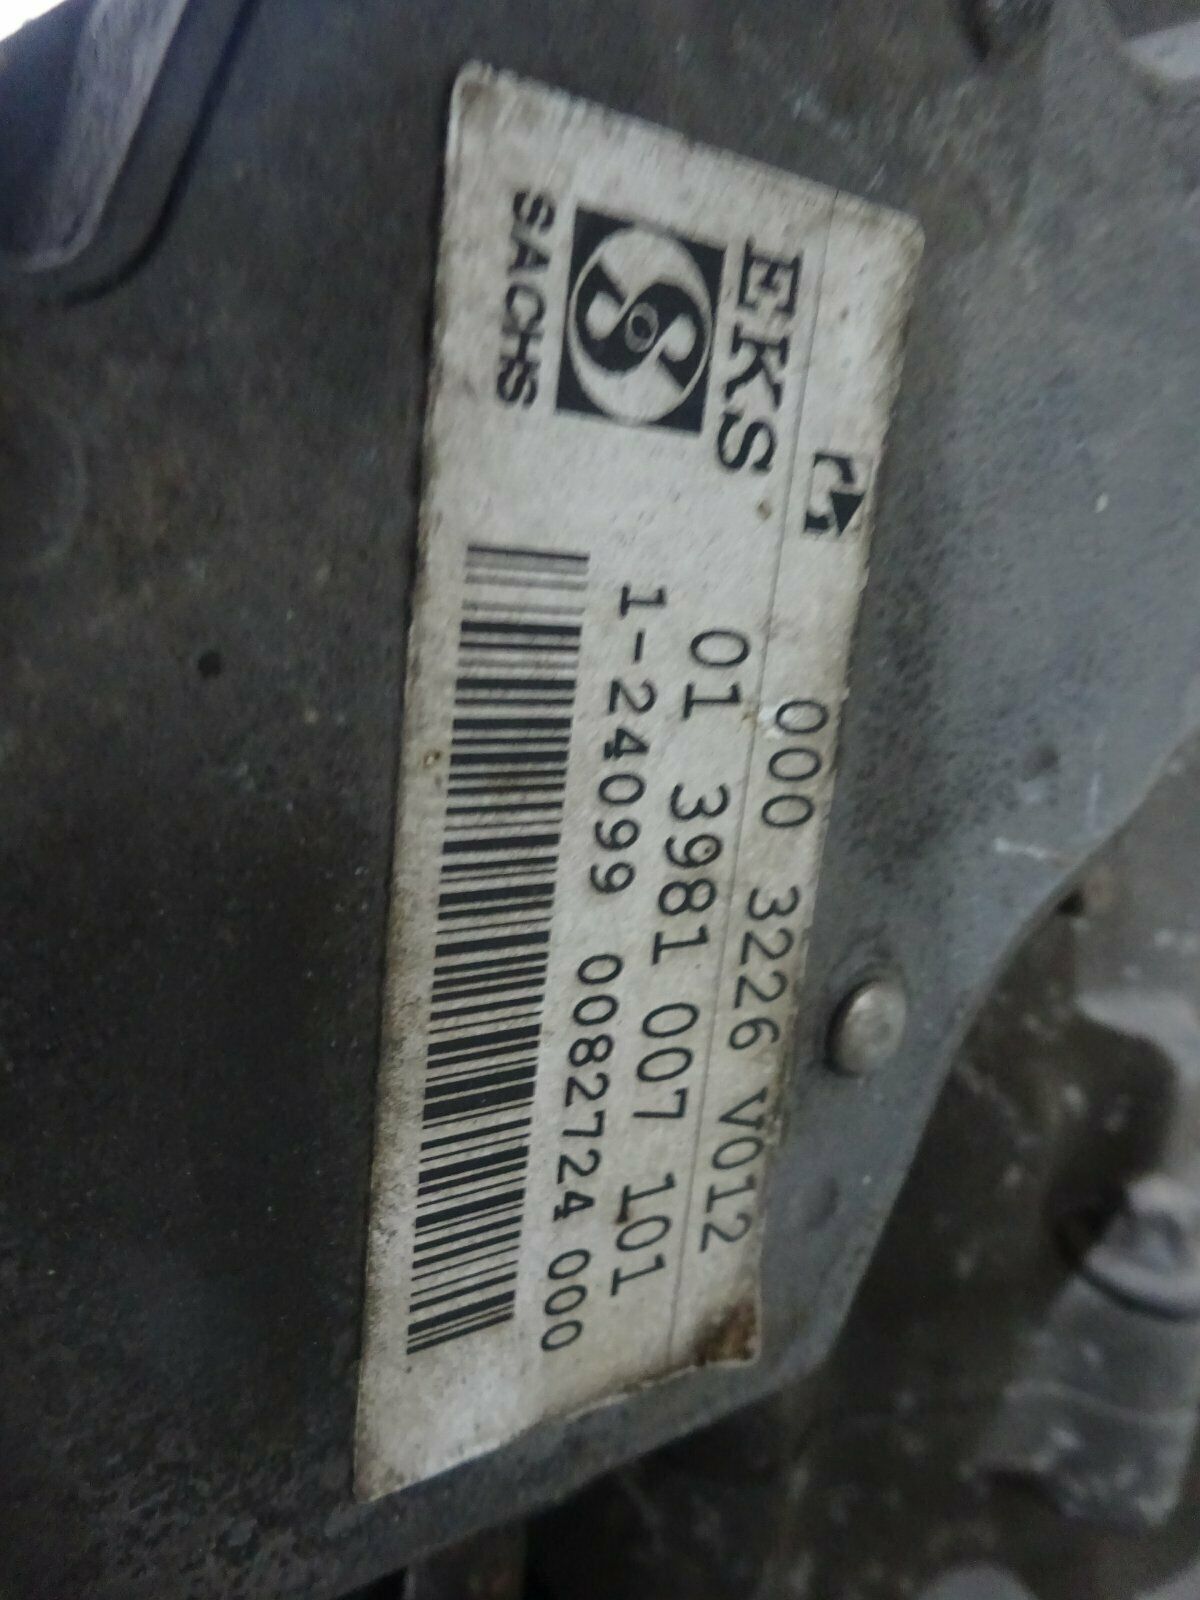 000 3226 V012
EKS
01 3981 007 101
1-24099 0082724 000
SACHS